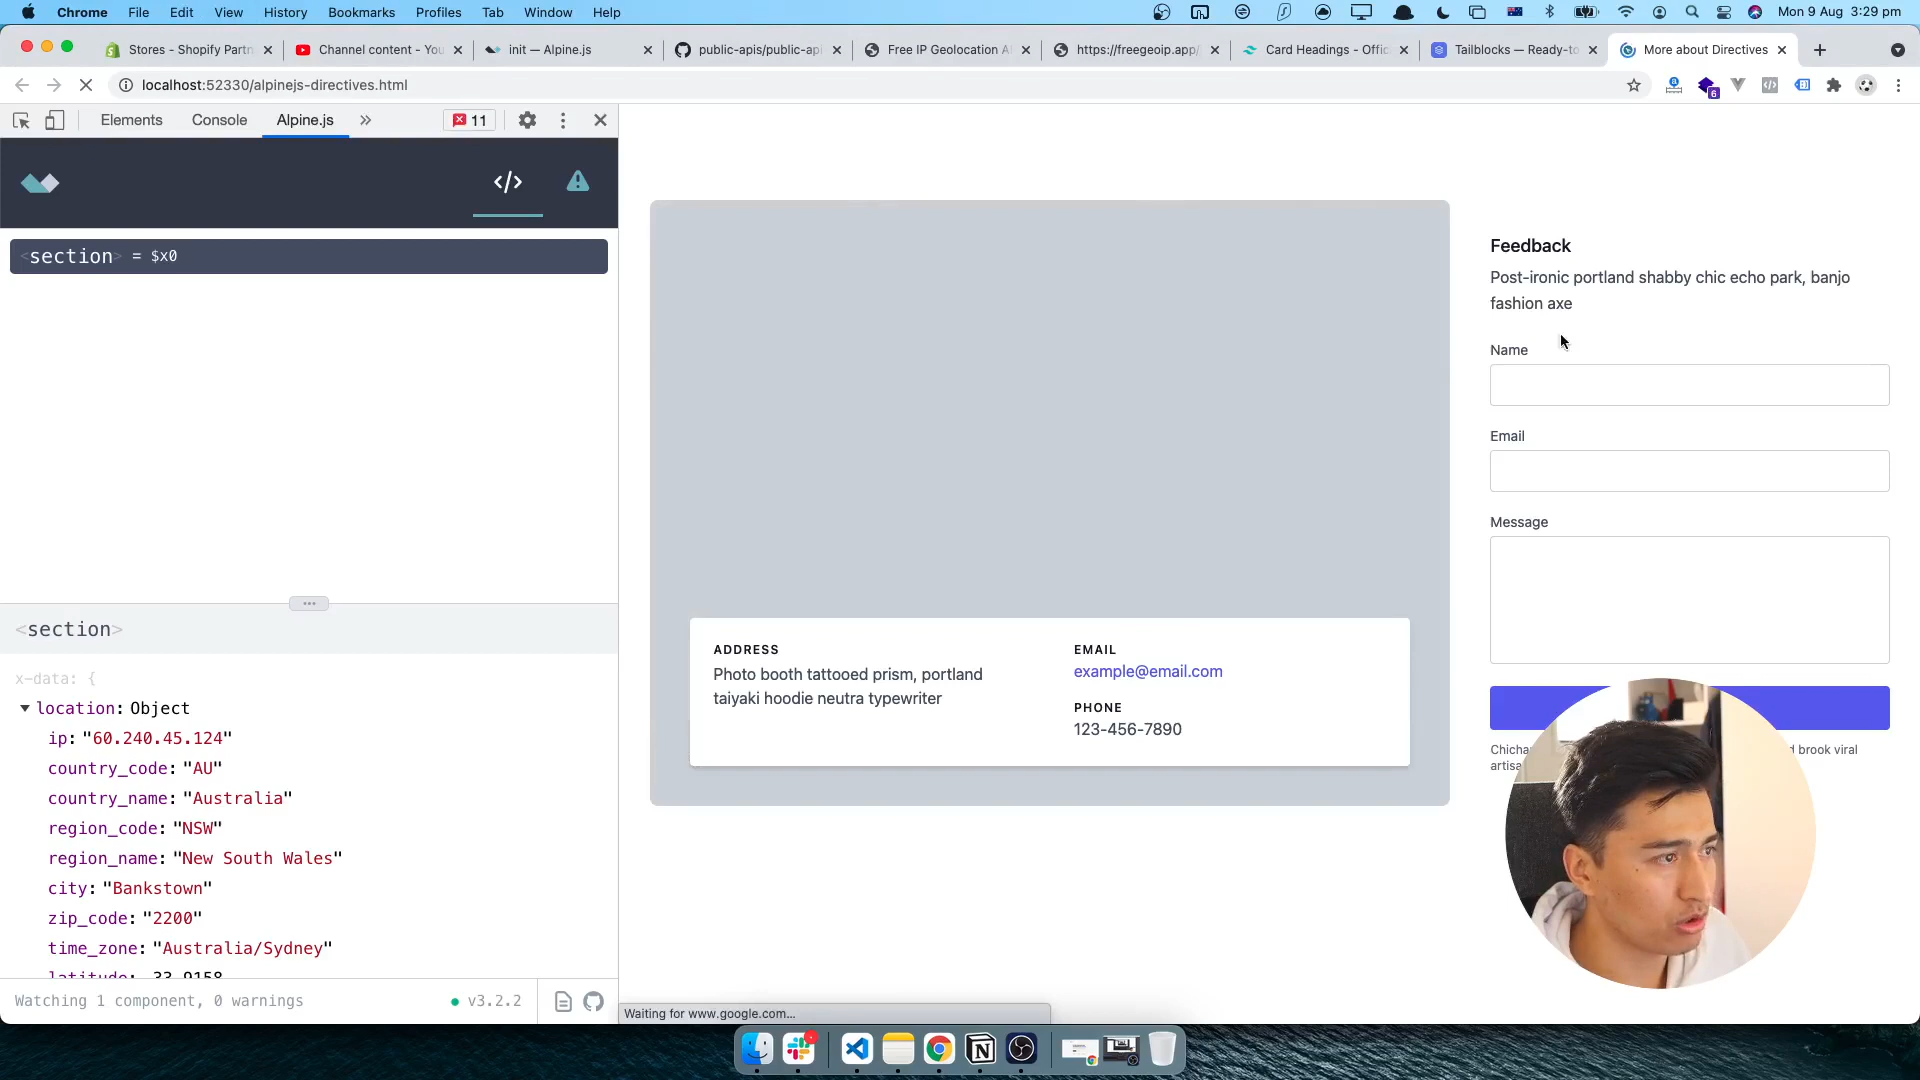 Chrome File Edit View History Bookmarks Profiles Tab Window Help Mon 9 Aug 3:29 pm
Stores - Shopify Partn Channel content - You init — Alpine.js public-apis/public-api Free IP Geolocation A https://freegeoip.app/ Card Headings - Offic Tailblocks — Ready-to More about Directives
localhost:52330/alpinejs-directives.html
6
Elements Console Alpine.js » 11
</>
<section> = $x0
Feedback
Post-ironic portland shabby chic echo park, banjo
fashion axe
Name
Email
Message
ADDRESS
Photo booth tattooed prism, portland
taiyaki hoodie neutra typewriter
EMAIL
example@email.com
PHONE
123-456-7890
Chicha
d brook viral
artisa
<section>
x-data: {
location: Object
ip: "60.240.45.124"
country_code: "AU"
country_name: "Australia"
region_code: "NSW"
region_name: "New South Wales"
city: "Bankstown"
zip_code: "2200"
time_zone: "Australia/Sydney"
latitude: -33.9158
Watching 1 component, 0 warnings v3.2.2
Waiting for www.google.com...